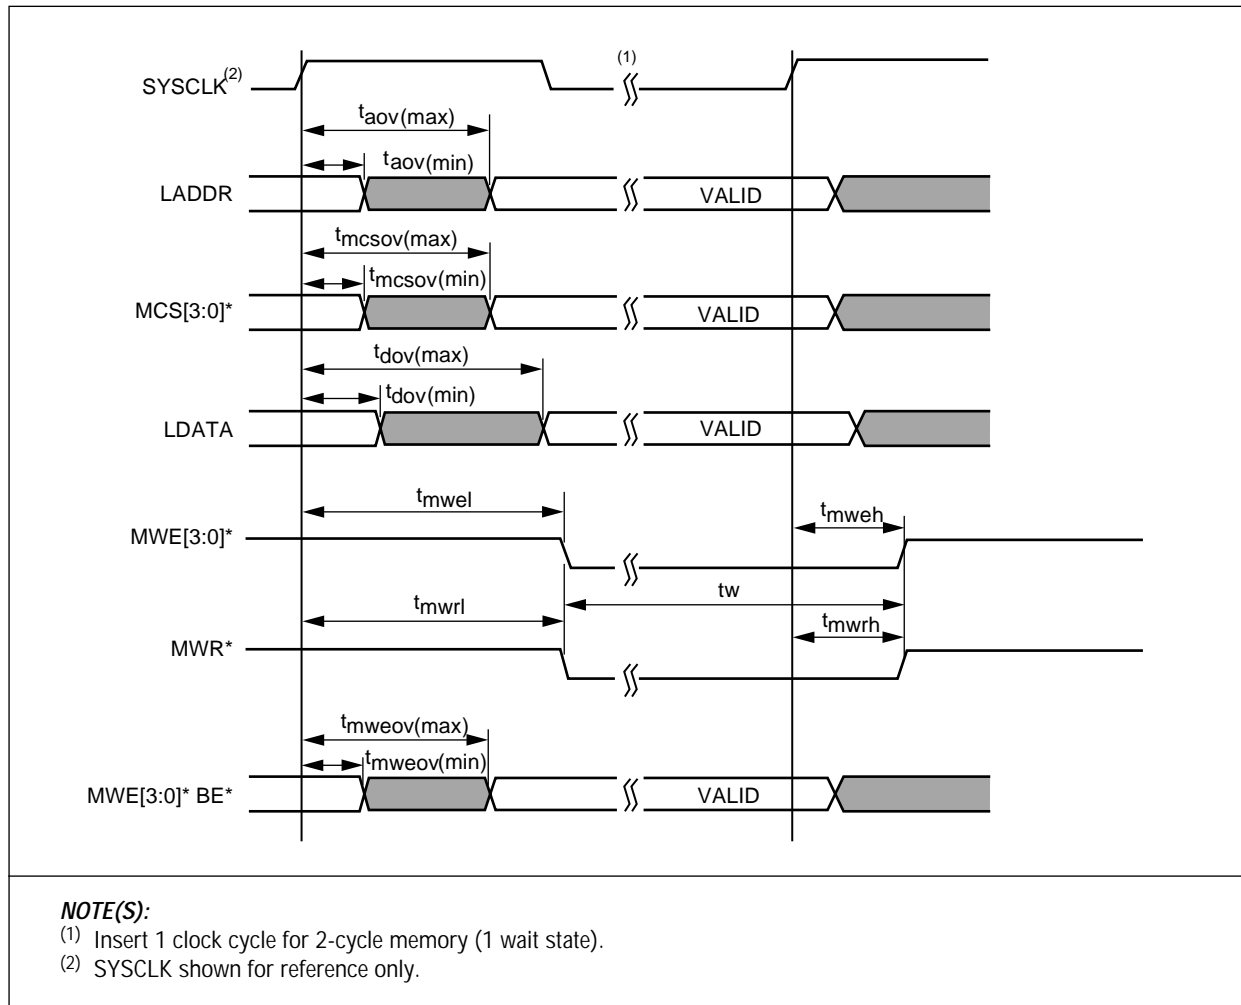 (1)
SYSCLK(2)
taov(max)
taov(min)
LADDR
VALID
tmcsov(max)
tmcsov(min)
MCS[3:0]*
VALID
tdov(max)
tdov(min)
LDATA
VALID
tmwel
tmweh
MWE[3:0]*
tw
tmwrl
tmwrh
MWR*
tmweov(max)
tmweov(min)
MWE[3:0]* BE*
VALID
NOTE(S):
(1) Insert 1 clock cycle for 2-cycle memory (1 wait state).
(2) SYSCLK shown for reference only.